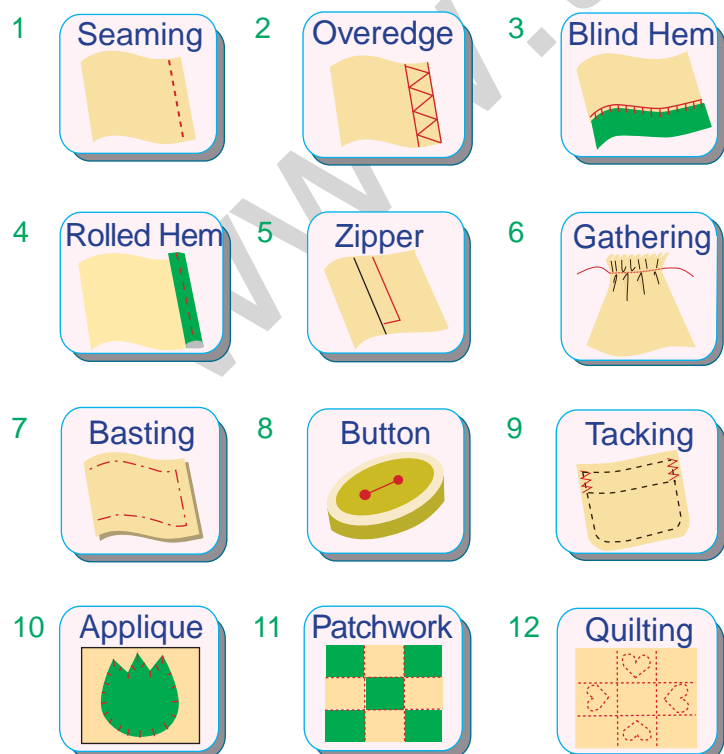 1 Seaming
2 Overedge
3 Blind Hem
4 Rolled Hem
5 Zipper
6 Gathering
7 Basting
8 Button
9 Tacking
10 Applique
11 Patchwork
12 Quilting